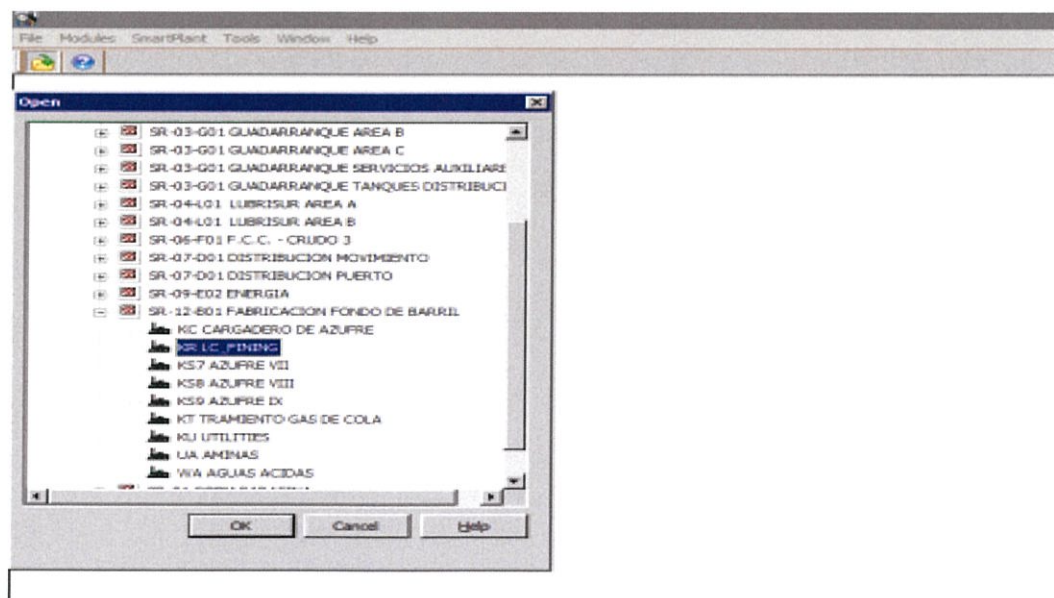 File Modules SmartPlant Tools Window Help
Open
SR-03-G01 GUADARRANQUE AREA B
SR-03-G01 GUADARRANQUE AREA C
SR-03-G01 GUADARRANQUE SERVICIOS AUXILIARE
SR-03-G01 GUADARRANQUE TANQUES DISTRIBUCI
SR-04-L01 LUBRISUR AREA A
SR-04-L01 LUBRISUR AREA B
SR-06-F01 F.C.C. - CRUDO 3
SR-07-D01 DISTRIBUCION MOVIMIENTO
SR-07-D01 DISTRIBUCION PUERTO
SR-09-E02 ENERGIA
SR-12-B01 FABRICACION FONDO DE BARRIL
KC CARGADERO DE AZUFRE
KR LC_FINING
KS7 AZUFRE VII
KS8 AZUFRE VIII
KS9 AZUFRE IX
KT TRAMIENTO GAS DE COLA
KU UTILITIES
UA AMINAS
WA AGUAS ACIDAS
OK Cancel Help